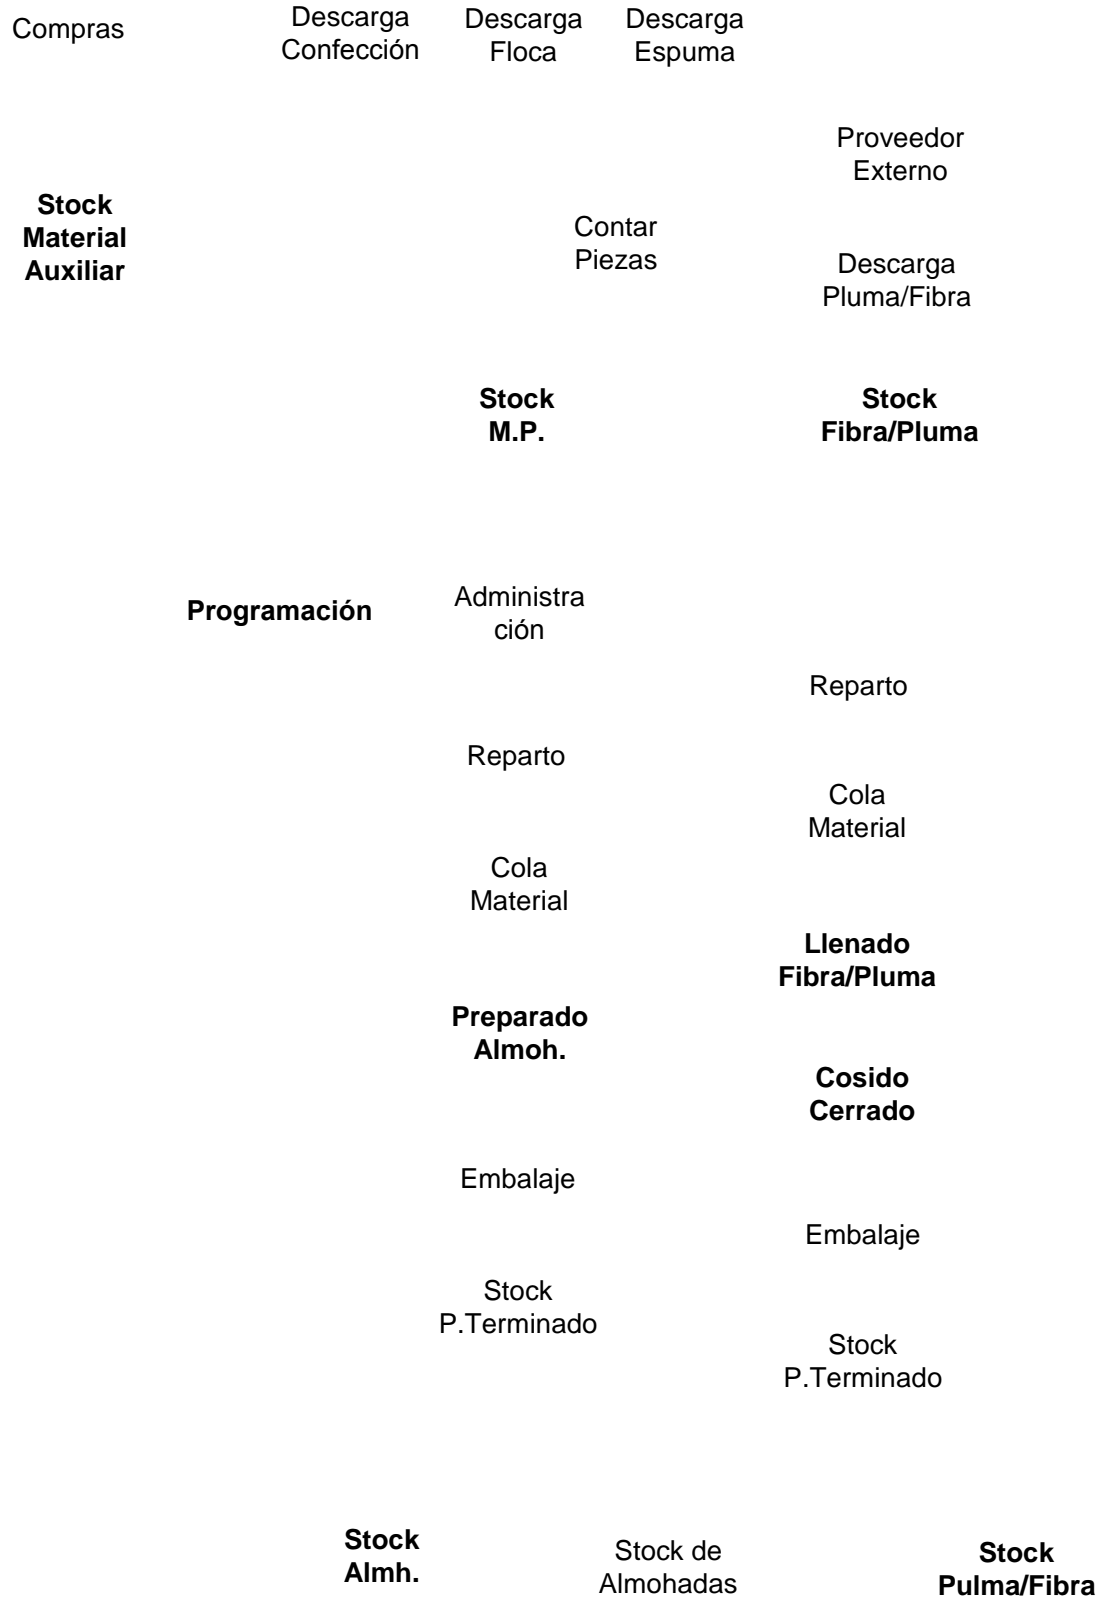 Compras
Descarga
Confección
Descarga
Floca
Descarga
Espuma
Proveedor
Externo
Stock
Material
Auxiliar
Contar
Piezas
Descarga
Pluma/Fibra
Stock
M.P.
Stock
Fibra/Pluma
Programación
Administra
ción
Reparto
Reparto
Cola
Material
Cola
Material
Llenado
Fibra/Pluma
Preparado
Almoh.
Cosido
Cerrado
Embalaje
Embalaje
Stock
P.Terminado
Stock
P.Terminado
Stock
Almh.
Stock de
Almohadas
Stock
Pulma/Fibra